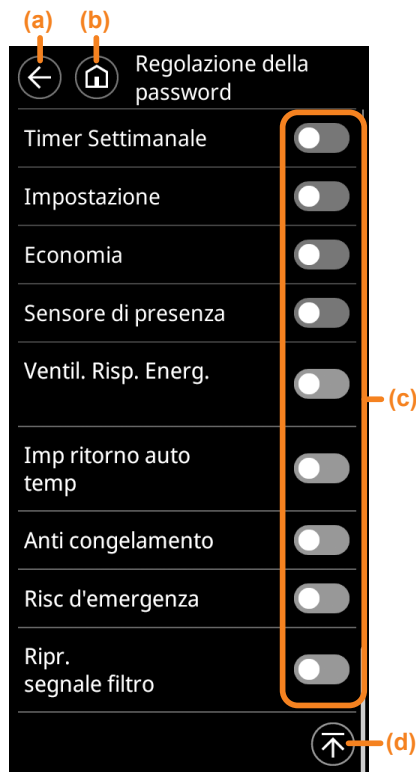 (a) (b)
Regolazione della
password
Timer Settimanale
Impostazione
Economia
Sensore di presenza
Ventil. Risp. Energ.
(c)
Imp ritorno auto
temp
Anti congelamento
Risc d'emergenza
Ripr.
segnale filtro
(d)